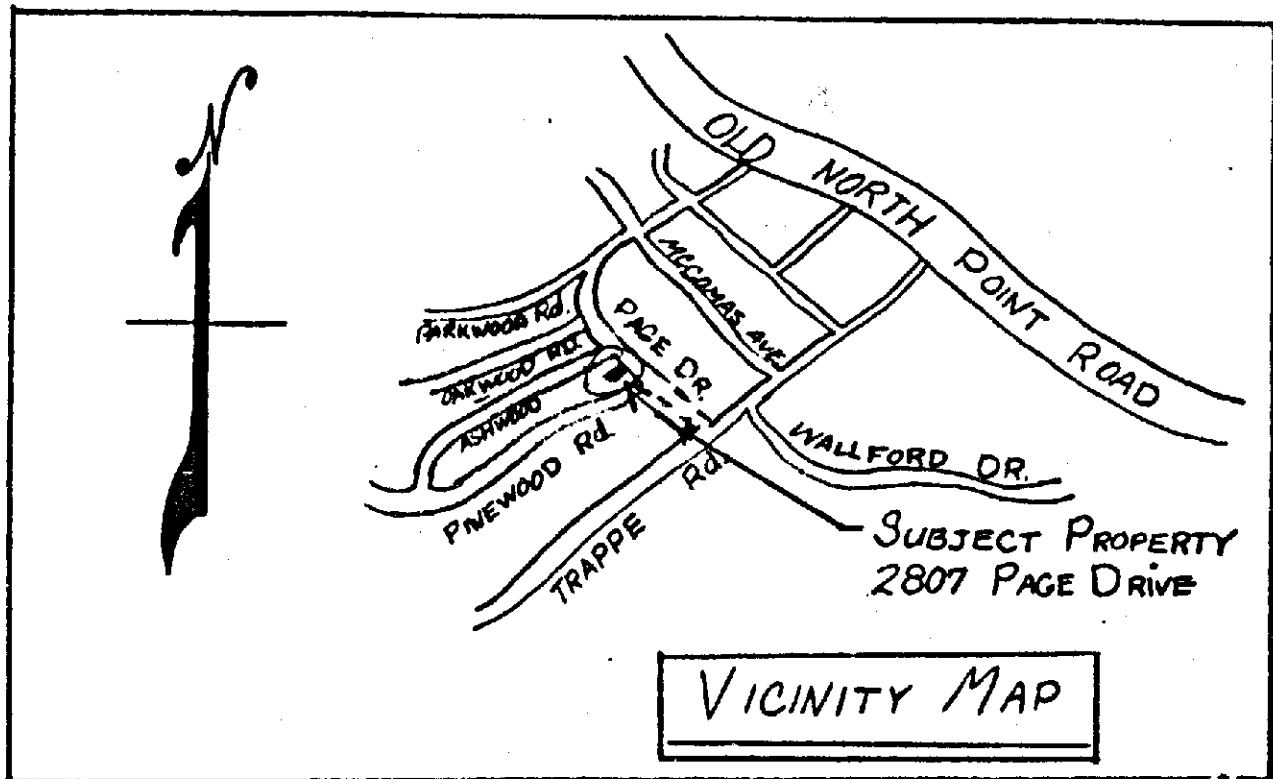 N
OLD NORTH POINT ROAD
MCCOMAS AVE.
PARKWOOD Rd.
PAGE DR.
OAKWOOD RD.
ASHWOOD
PINEWOOD Rd.
WALLFORD DR.
TRAPPE Rd.
SUBJECT PROPERTY
2807 PAGE DRIVE
VICINITY MAP